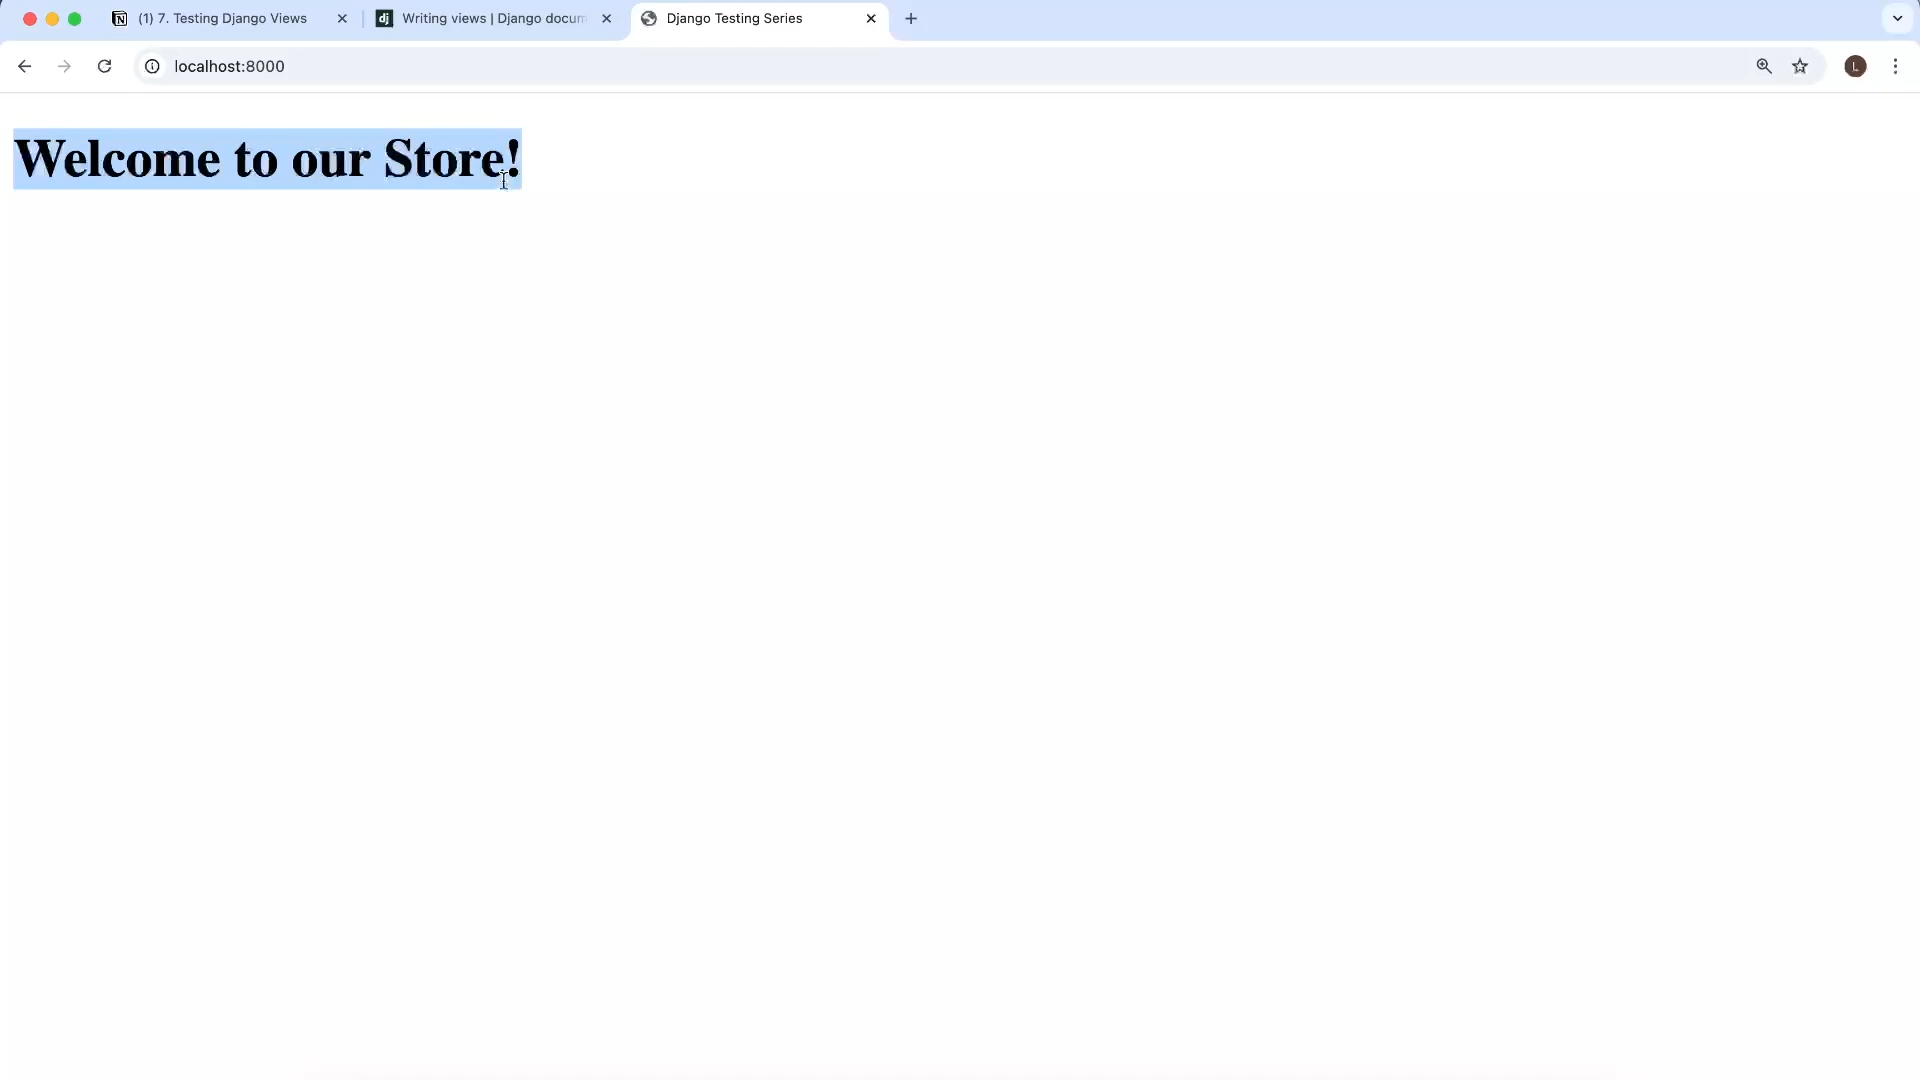 (1) 7. Testing Django Views
Writing views | Django docum
Django Testing Series
localhost:8000
L
Welcome to our Store!